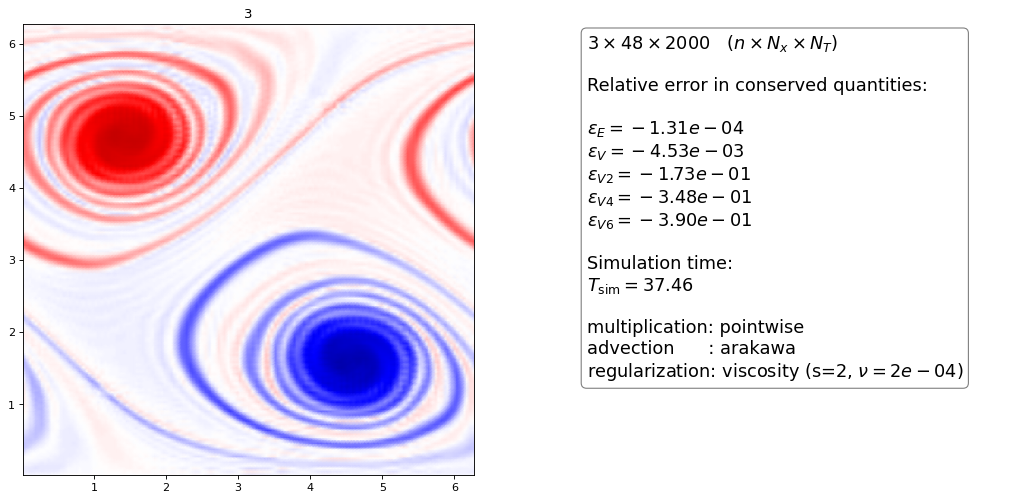 3
6
5
4
3
2
1
1 2 3 4 5 6
3 × 48 × 2000 (n × N_x × N_T)
Relative error in conserved quantities:
ε_E = −1.31e − 04
ε_V = −4.53e − 03
ε_V2 = −1.73e − 01
ε_V4 = −3.48e − 01
ε_V6 = −3.90e − 01
Simulation time:
T_sim = 37.46
multiplication: pointwise
advection : arakawa
regularization: viscosity (s=2, ν = 2e − 04)